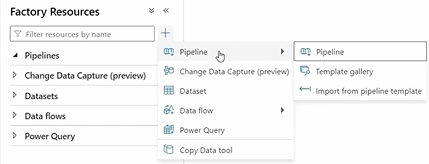 Factory Resources
Filter resources by name
Pipelines
Change Data Capture (preview)
Datasets
Data flows
Power Query
Pipeline
Change Data Capture (preview)
Dataset
Data flow
Power Query
Copy Data tool
Pipeline
Template gallery
Import from pipeline template